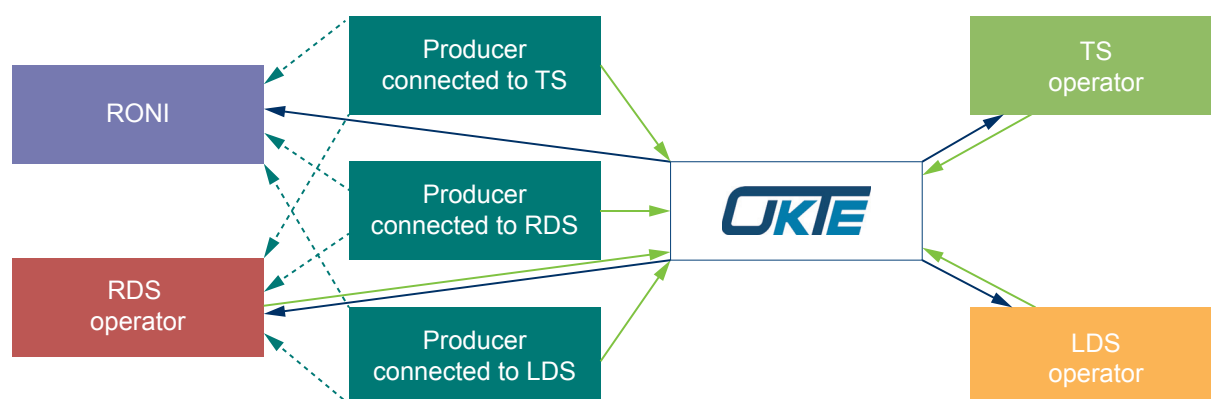 Producer
connected to TS
TS
operator
RONI
Producer
connected to RDS
OKTE
RDS
operator
Producer
connected to LDS
LDS
operator